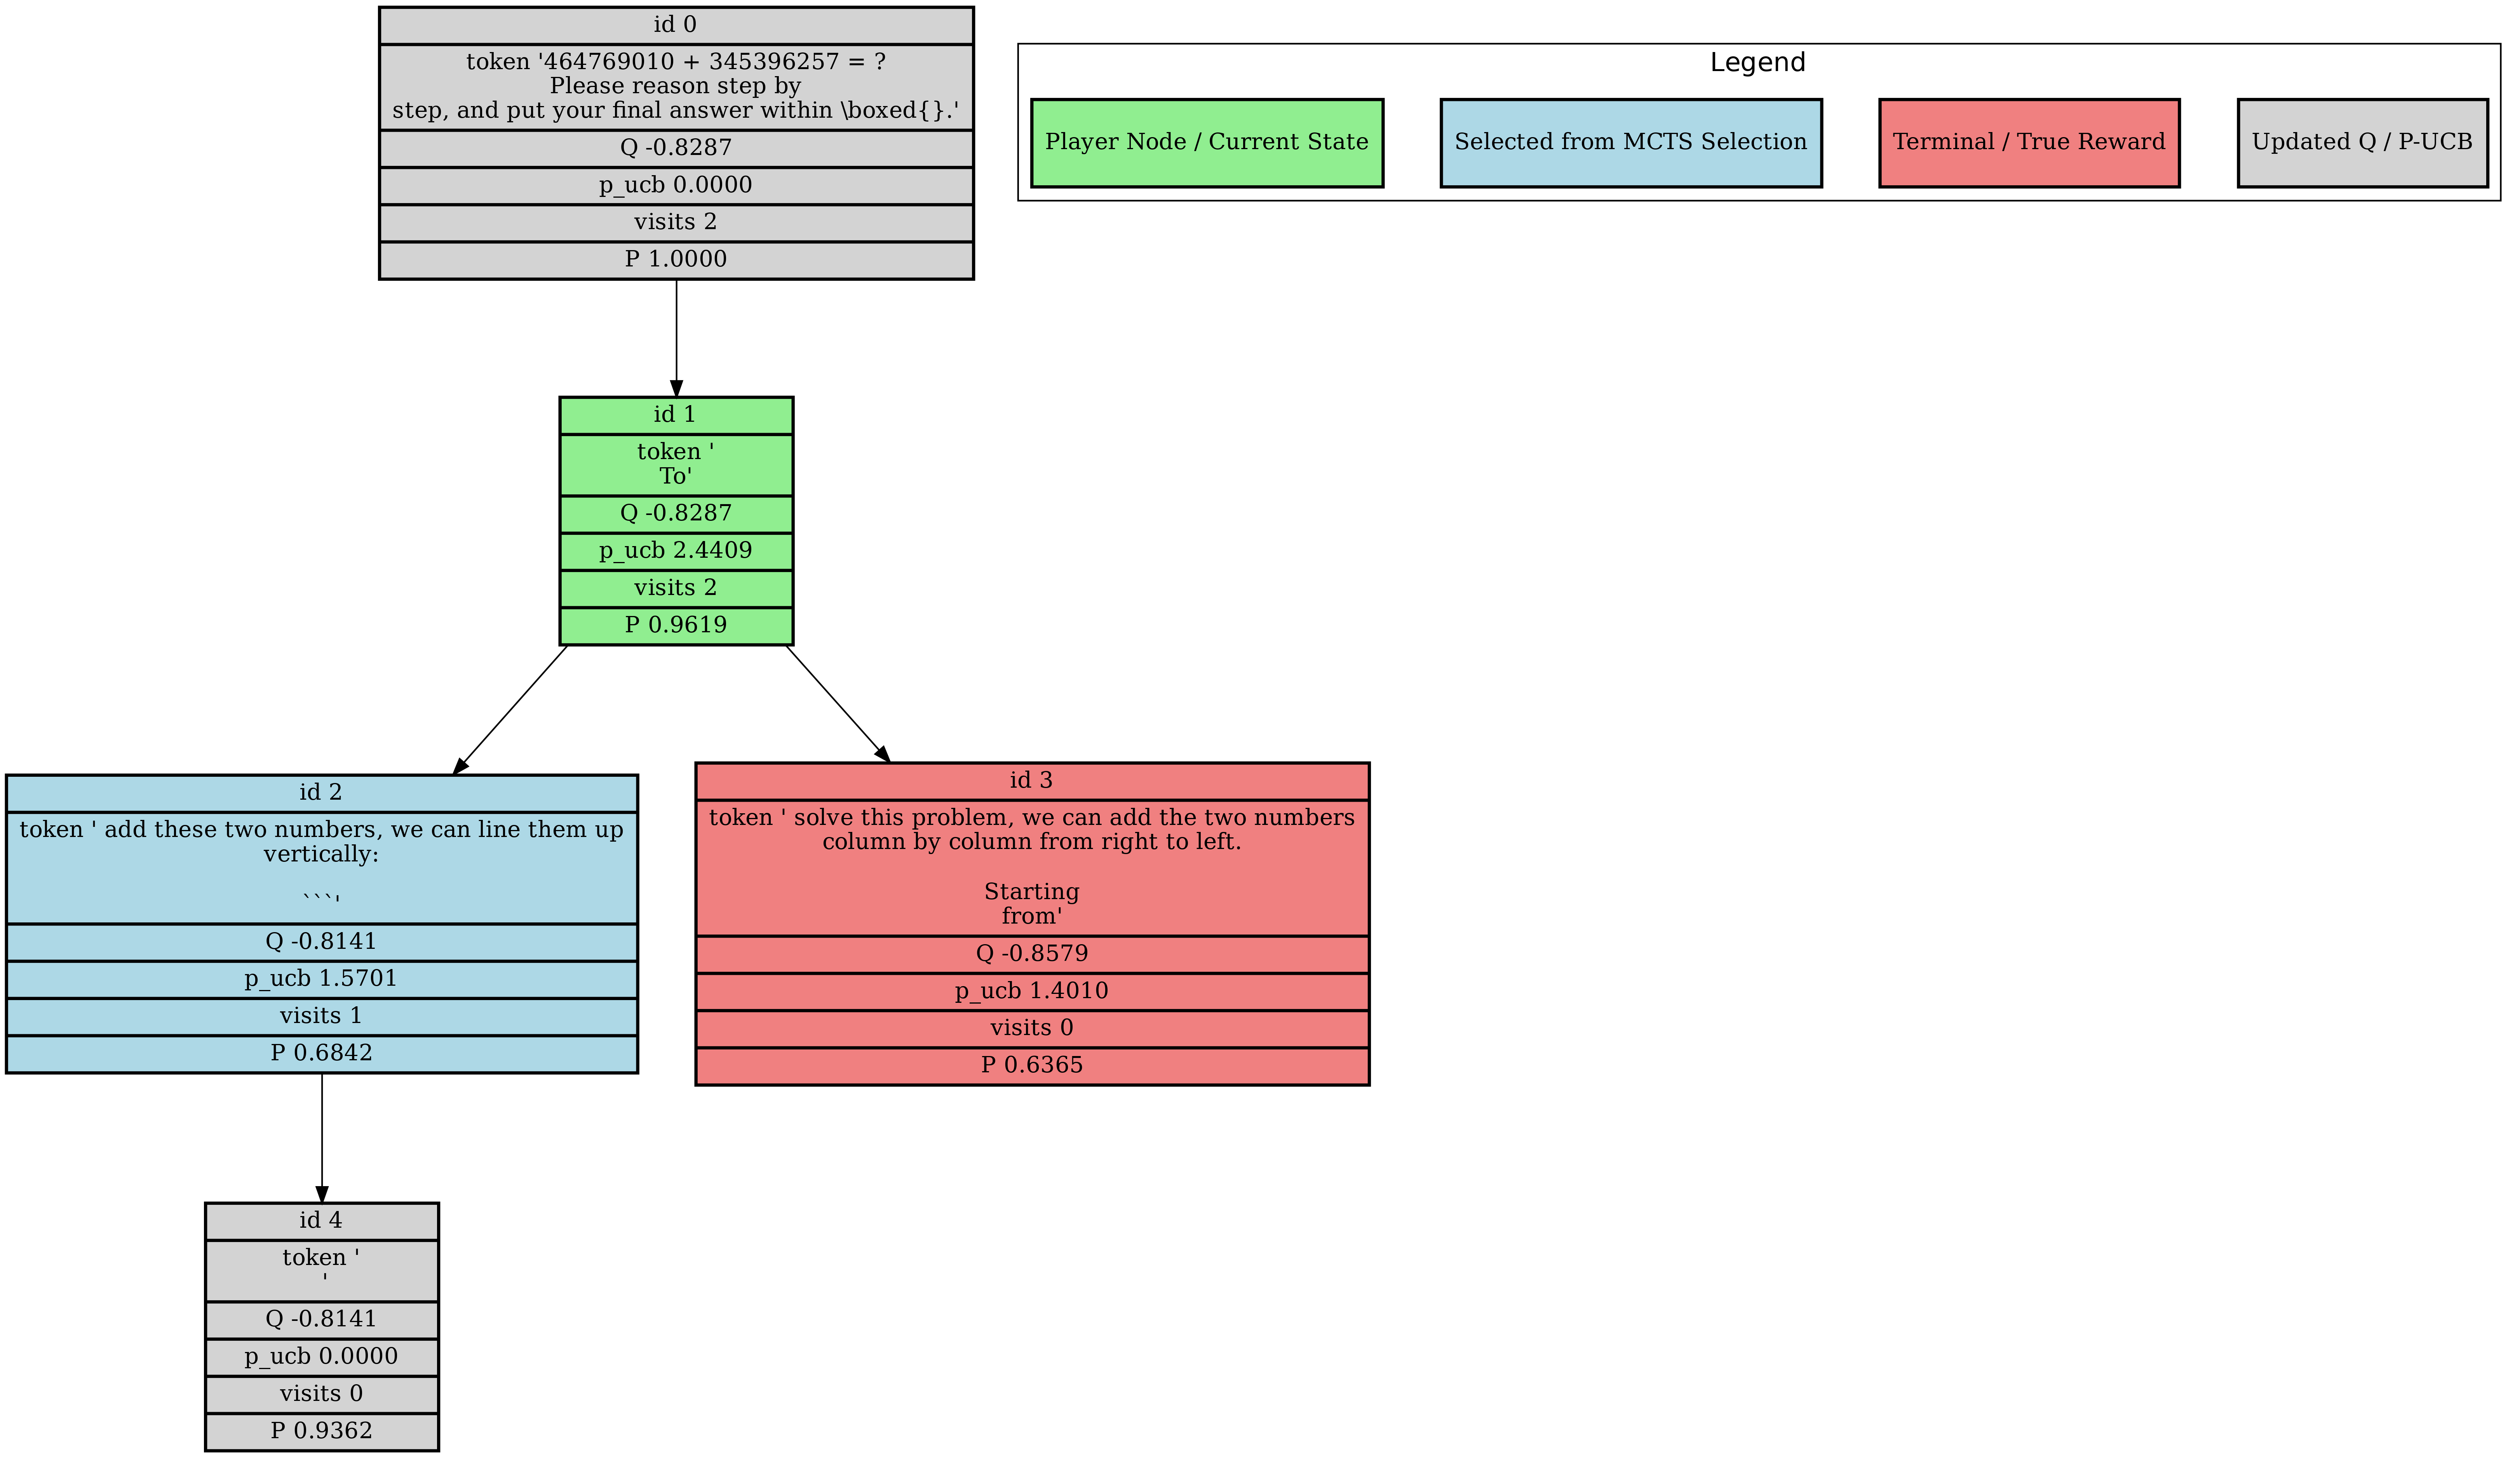 id 0
token '464769010 + 345396257 = ?
Please reason step by
step, and put your final answer within \boxed{}.'
Q -0.8287
p_ucb 0.0000
visits 2
P 1.0000
Legend
Player Node / Current State
Selected from MCTS Selection
Terminal / True Reward
Updated Q / P-UCB
id 1
token '
To'
Q -0.8287
p_ucb 2.4409
visits 2
P 0.9619
id 2
token ' add these two numbers, we can line them up
vertically:
```'
Q -0.8141
p_ucb 1.5701
visits 1
P 0.6842
id 3
token ' solve this problem, we can add the two numbers
column by column from right to left.
Starting
from'
Q -0.8579
p_ucb 1.4010
visits 0
P 0.6365
id 4
token '
'
Q -0.8141
p_ucb 0.0000
visits 0
P 0.9362